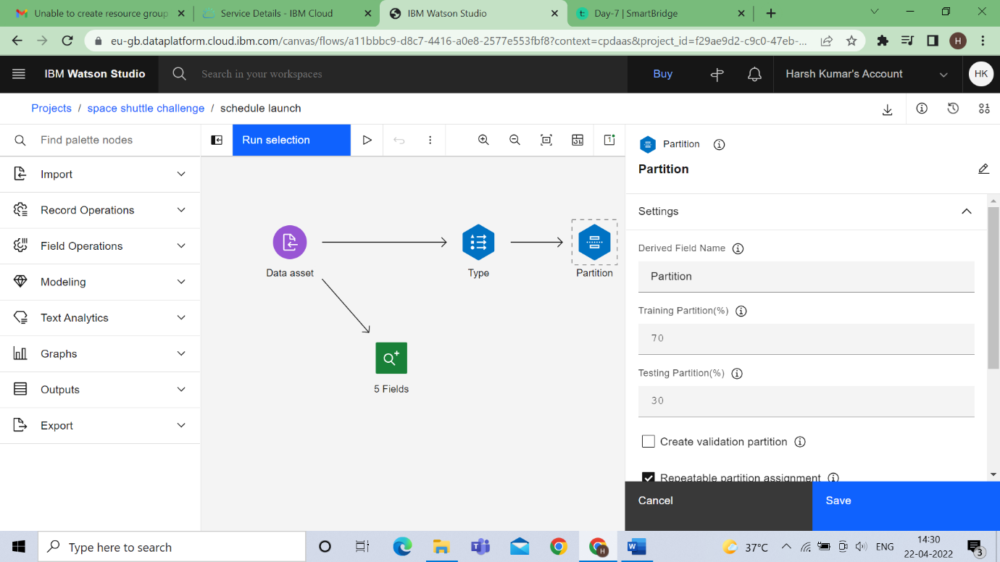 Unable to create resource group
Service Details - IBM Cloud
IBM Watson Studio
t:
Day-7 | SmartBridge
eu-gb.dataplatform.cloud.ibm.com/canvas/flows/a11bbbc9-d8c7-4416-a0e8-2577e553fbf8?context=cpdaas&project_id=f29ae9d2-c9c0-47eb-...
H
IBM Watson Studio
Search in your workspaces
Buy
Harsh Kumar's Account
HK
Projects / space shuttle challenge / schedule launch
Find palette nodes
Run selection
Partition
Partition
Import
Record Operations
Field Operations
Modeling
Text Analytics
Graphs
Outputs
Export
Data asset
Type
Partition
5 Fields
Settings
Derived Field Name
Partition
Training Partition(%)
70
Testing Partition(%)
30
Create validation partition
Repeatable partition assignment
Cancel
Save
Type here to search
H
37°C
ENG
14:30
22-04-2022
3